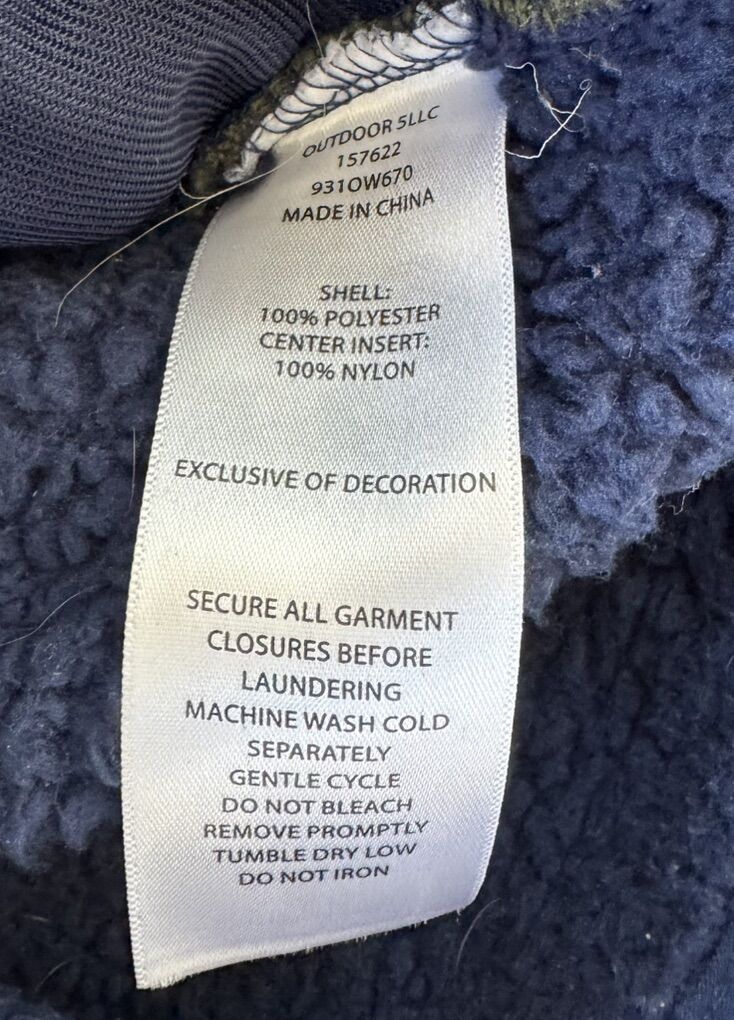 OUTDOOR 5LLC
157622
931OW670
MADE IN CHINA
SHELL:
100% POLYESTER
CENTER INSERT:
100% NYLON
EXCLUSIVE OF DECORATION
SECURE ALL GARMENT
CLOSURES BEFORE
LAUNDERING
MACHINE WASH COLD
SEPARATELY
GENTLE CYCLE
DO NOT BLEACH
REMOVE PROMPTLY
TUMBLE DRY LOW
DO NOT IRON